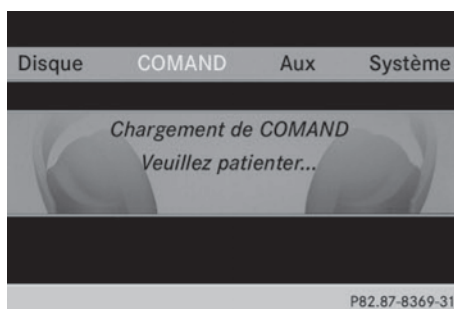 Disque COMAND Aux Système
Chargement de COMAND
Veuillez patienter...
P82.87-8369-31